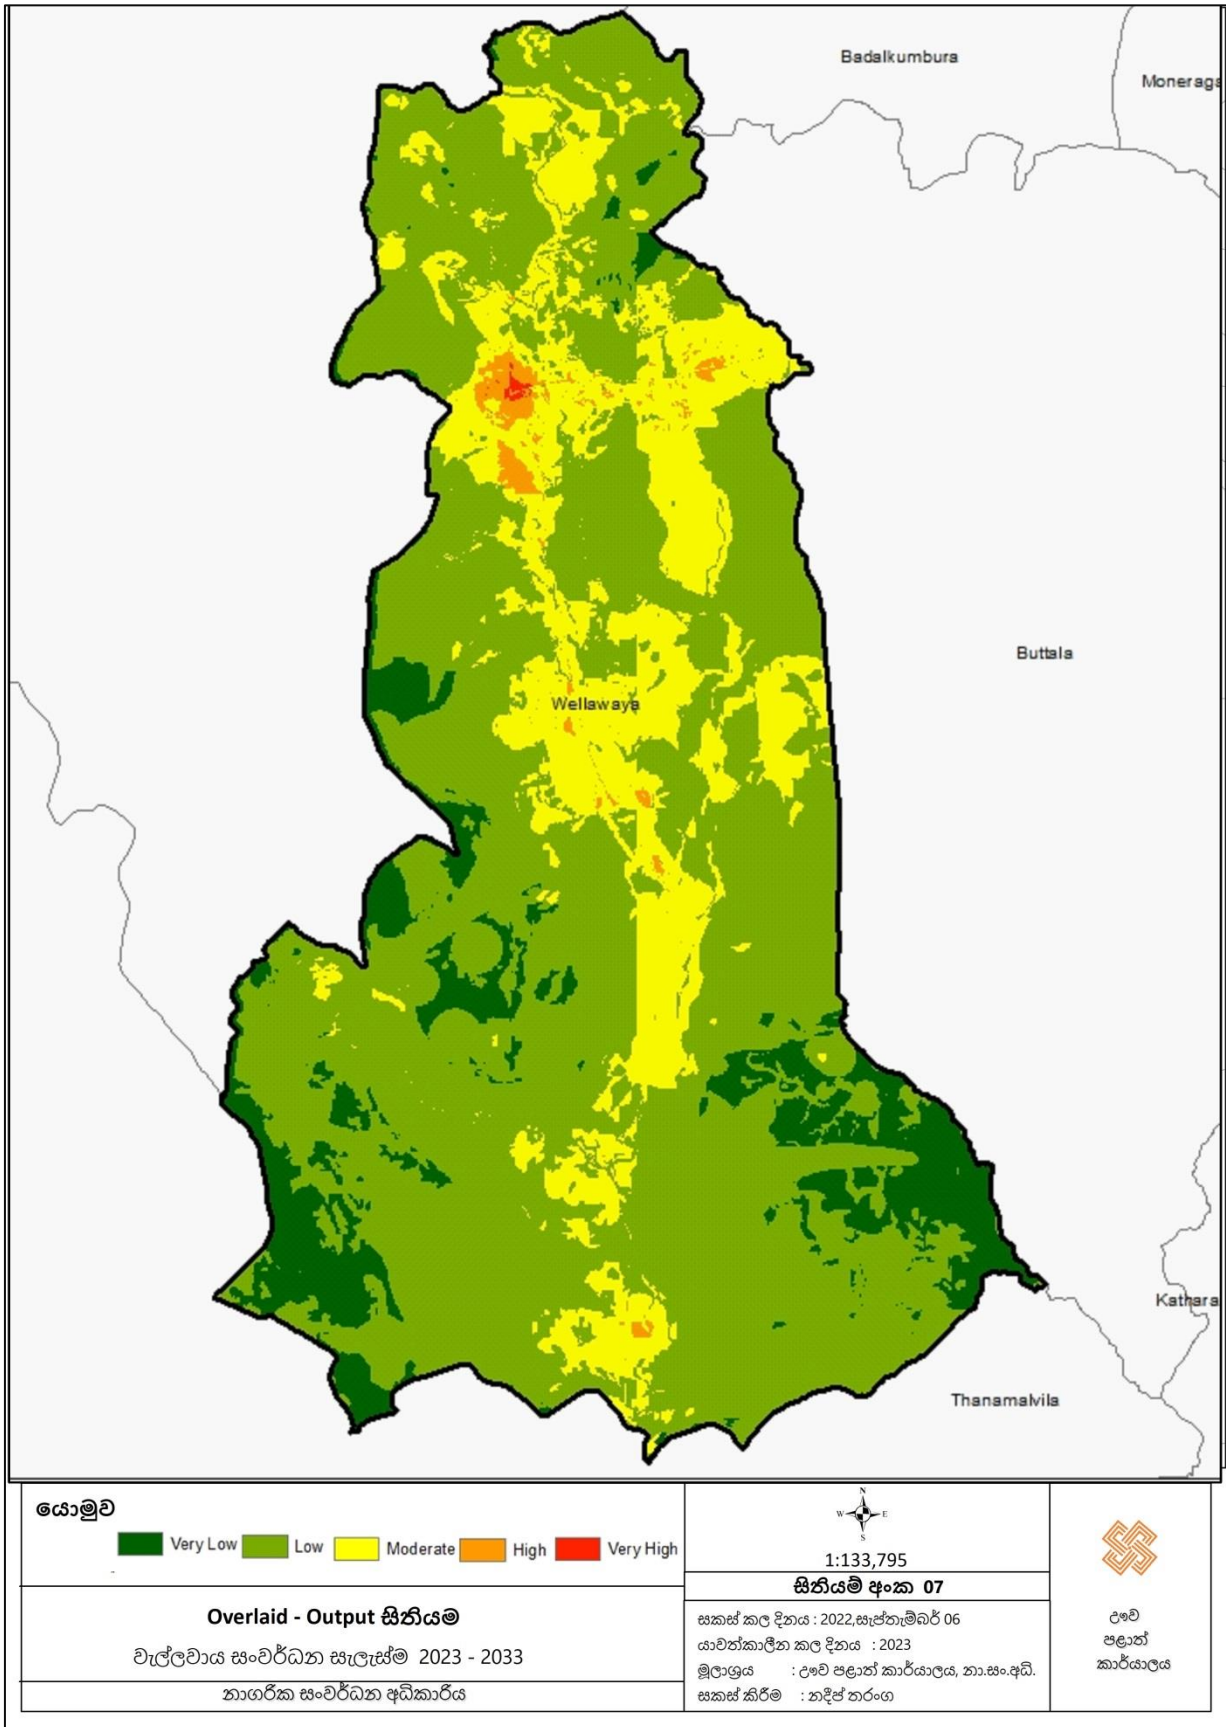 Badalkumbura
Moneraga
Buttala
Wellawaya
Kathara
Thanamalvila
යොමුව
Very Low
Low
Moderate
High
Very High
N
W
E
S
1:133,795
සිතියම් අංක 07
Overlaid - Output සිතියම
වැල්ලවාය සංවර්ධන සැලැස්ම 2023 - 2033
නාගරික සංවර්ධන අධිකාරිය
සකස් කල දිනය : 2022,සැප්තැම්බර් 06
යාවත්කාලීන කල දිනය : 2023
මූලාශ්‍රය : ඌව පළාත් කාර්යාලය, නා.සං.අධි.
සකස් කිරීම : නදීප් තරංග
ඌව
පළාත්
කාර්යාලය